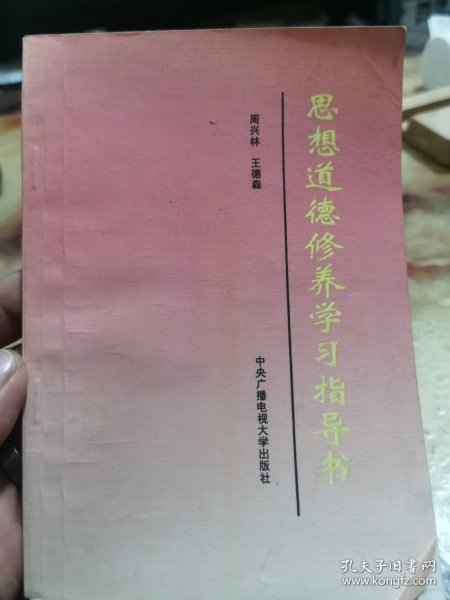 思想道德修养学习指导书
周兴林 王德森
中央广播电视大学出版社
孔夫子旧书网
www.kongfz.com